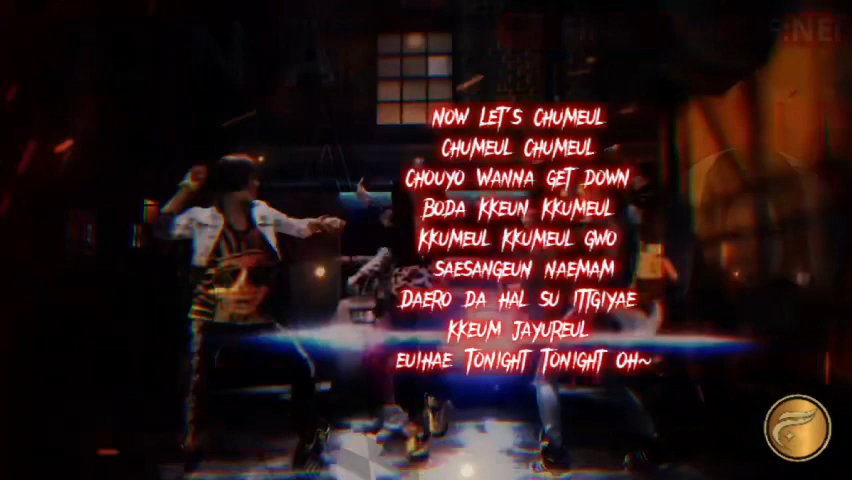 NOW LET'S CHUMEUL
CHUMEUL CHUMEUL
CHOUYO WANNA GET DOWN
BODA KKEUN KKUMEUL
KKUMEUL KKUMEUL GWO
SAESANGEUN NAEMAM
DAERO DA HAL SU ITTGIYAE
KKEUM JAYUREUL
EUIHAE TONIGHT TONIGHT OH~